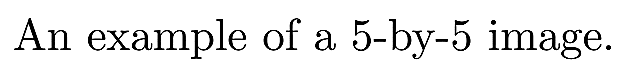 An example of a 5-by-5 image.